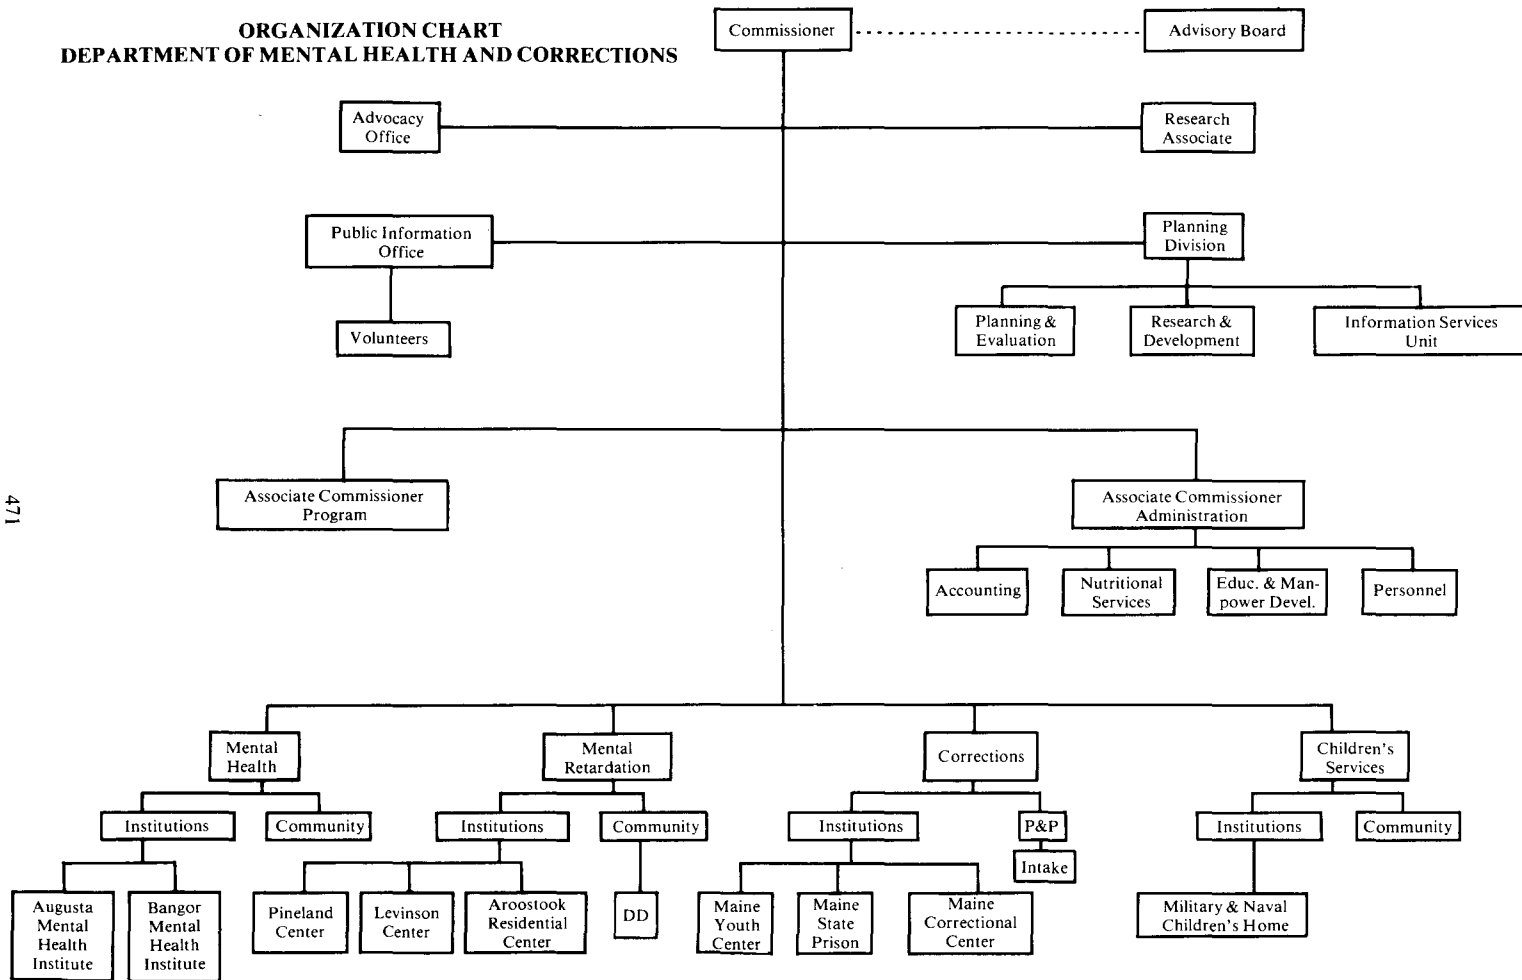 ORGANIZATION CHART
DEPARTMENT OF MENTAL HEALTH AND CORRECTIONS
Commissioner
Advisory Board
Advocacy
Office
Research
Associate
Public Information
Office
Planning
Division
Volunteers
Planning &
Evaluation
Research &
Development
Information Services
Unit
Associate Commissioner
Program
Associate Commissioner
Administration
Accounting
Nutritional
Services
Educ. & Man-
power Devel.
Personnel
471
Mental
Health
Mental
Retardation
Corrections
Children's
Services
Institutions
Community
Institutions
Community
Institutions
P&P
Intake
Institutions
Community
Augusta
Mental
Health
Institute
Bangor
Mental
Health
Institute
Pineland
Center
Levinson
Center
Aroostook
Residential
Center
DD
Maine
Youth
Center
Maine
State
Prison
Maine
Correctional
Center
Military & Naval
Children's Home